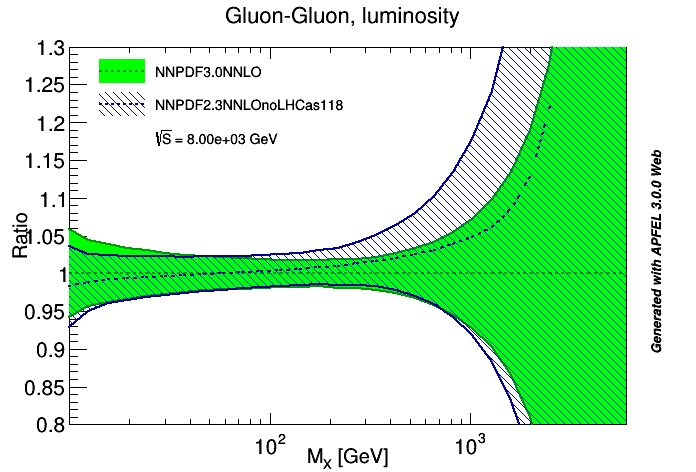 Gluon-Gluon, luminosity
1.3
1.25
1.2
1.15
1.1
1.05
1
0.95
0.9
0.85
0.8
Ratio
NNPDF3.0NNLO
NNPDF2.3NNLOnoLHCas118
√S = 8.00e+03 GeV
10²
10³
M_X [GeV]
Generated with APFEL 3.0.0 Web